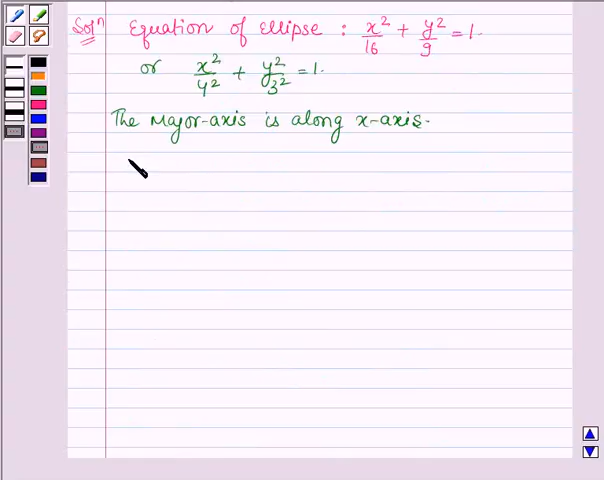 Solⁿ Equation of ellipse : x²/16 + y²/9 = 1.
or x²/4² + y²/3² = 1.
The Major-axis is along x-axis.